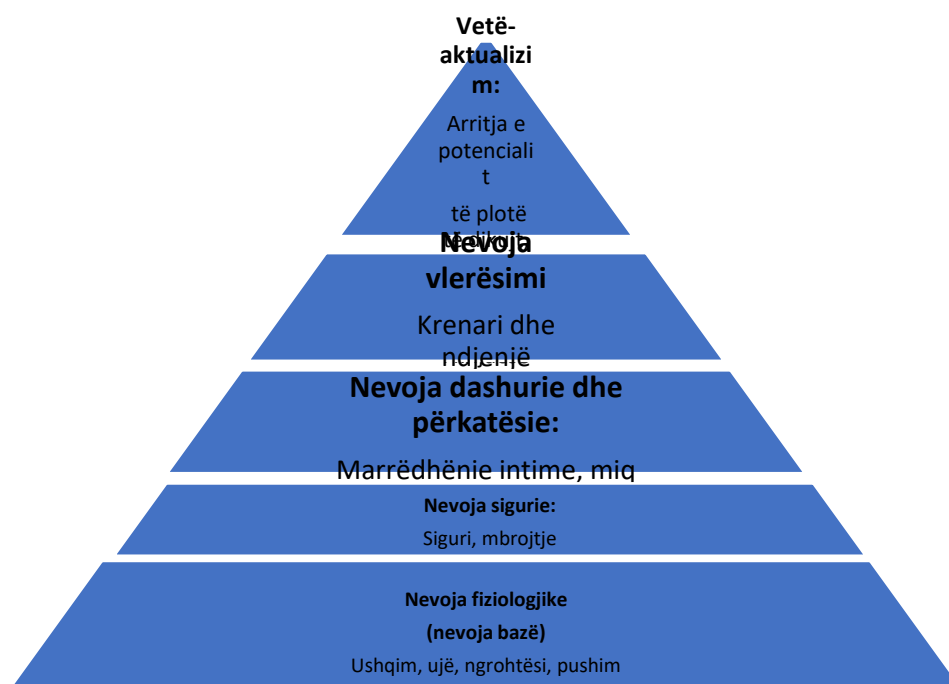 Vetë-
aktualizi
m:
Arritja e
potenciali
t
të plotë
Nevoja
vlerësimi
Krenari dhe
ndjenjë
Nevoja dashurie dhe
përkatësie:
Marrëdhënie intime, miq
Nevoja sigurie:
Siguri, mbrojtje
Nevoja fiziologjike
(nevoja bazë)
Ushqim, ujë, ngrohtësi, pushim